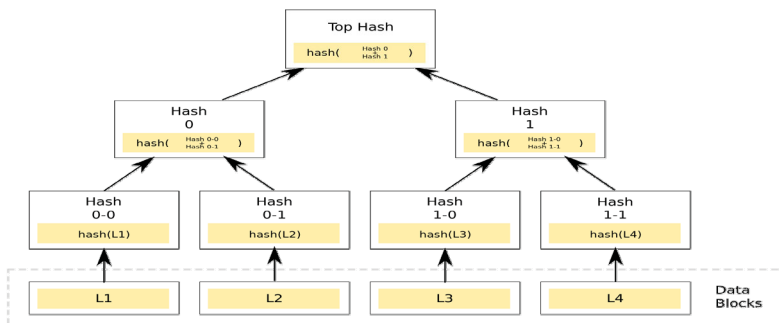 Top Hash
hash( Hash 0 + Hash 1 )
Hash
0
hash( Hash 0-0 + Hash 0-1 )
Hash
1
hash( Hash 1-0 + Hash 1-1 )
Hash
0-0
hash(L1)
Hash
0-1
hash(L2)
Hash
1-0
hash(L3)
Hash
1-1
hash(L4)
L1
L2
L3
L4
Data
Blocks